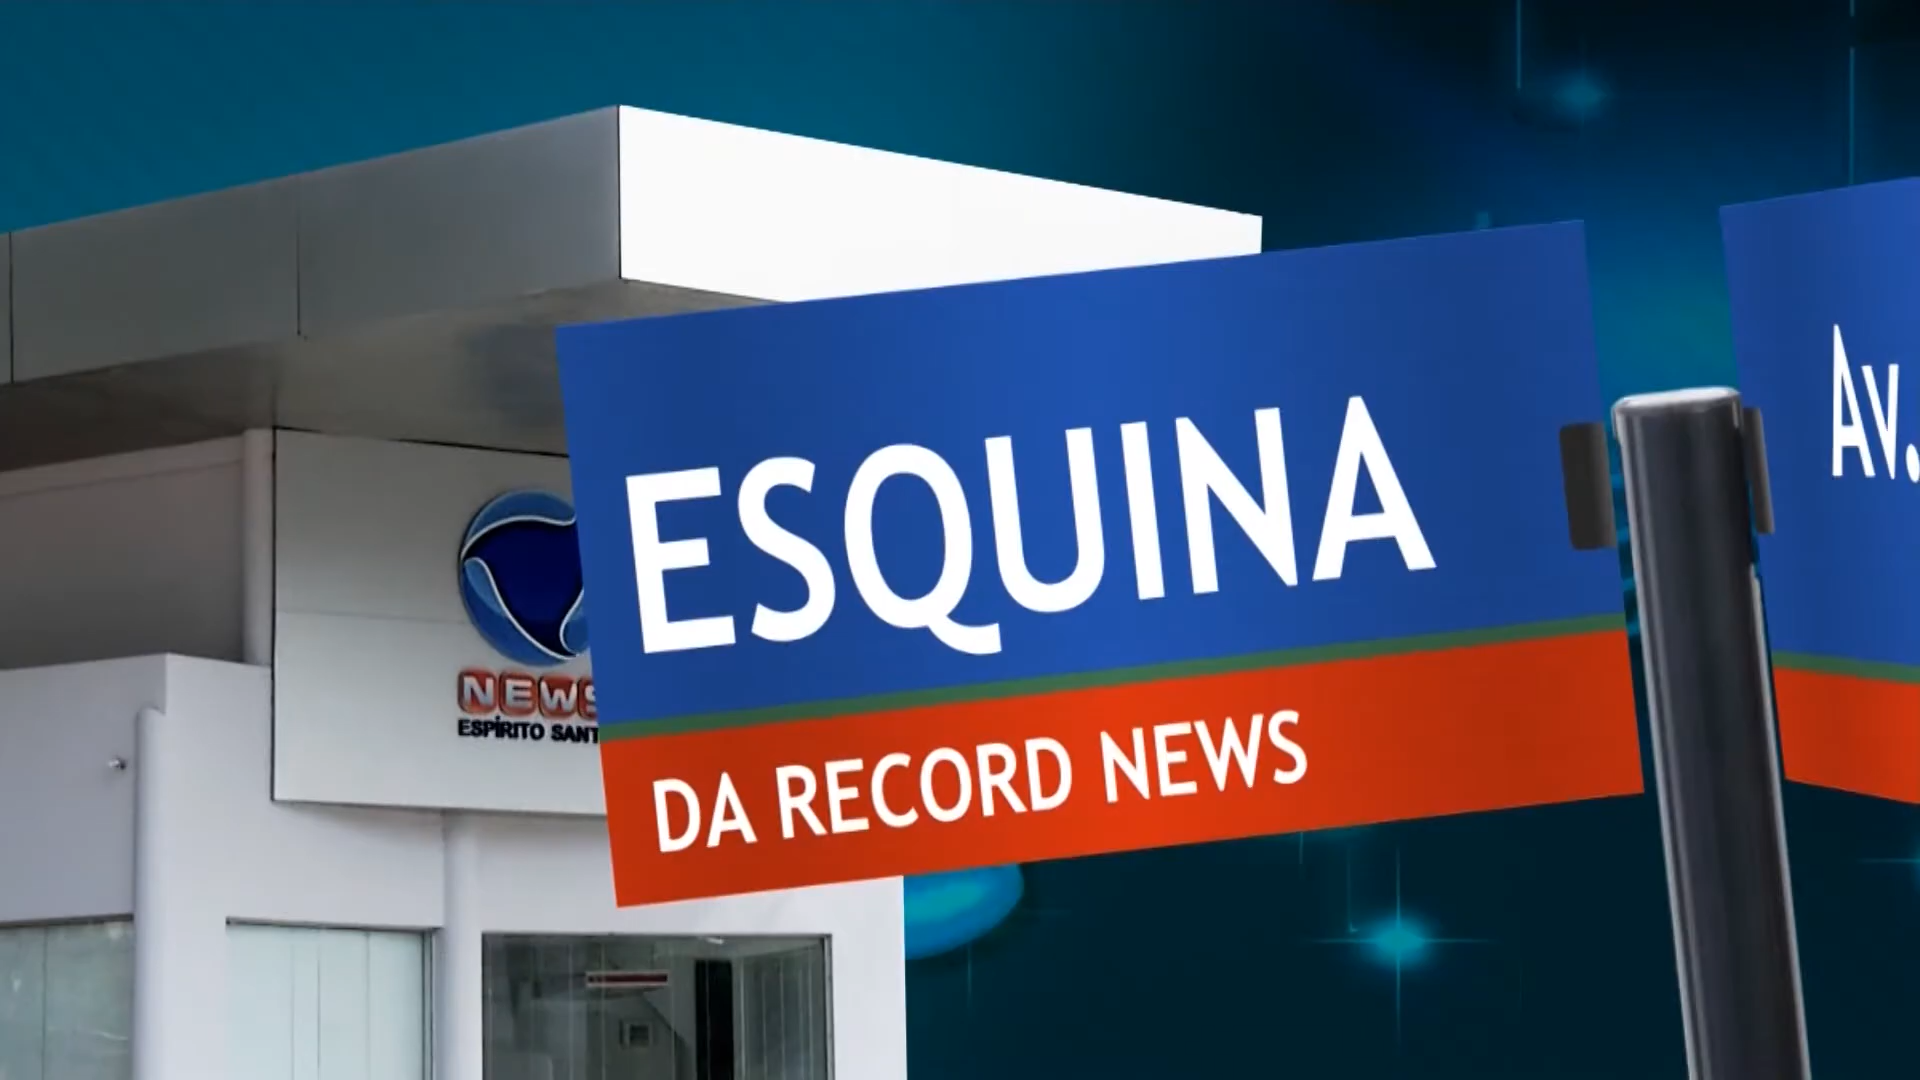 NEWS
ESPÍRITO SANT
ESQUINA
DA RECORD NEWS
Av.